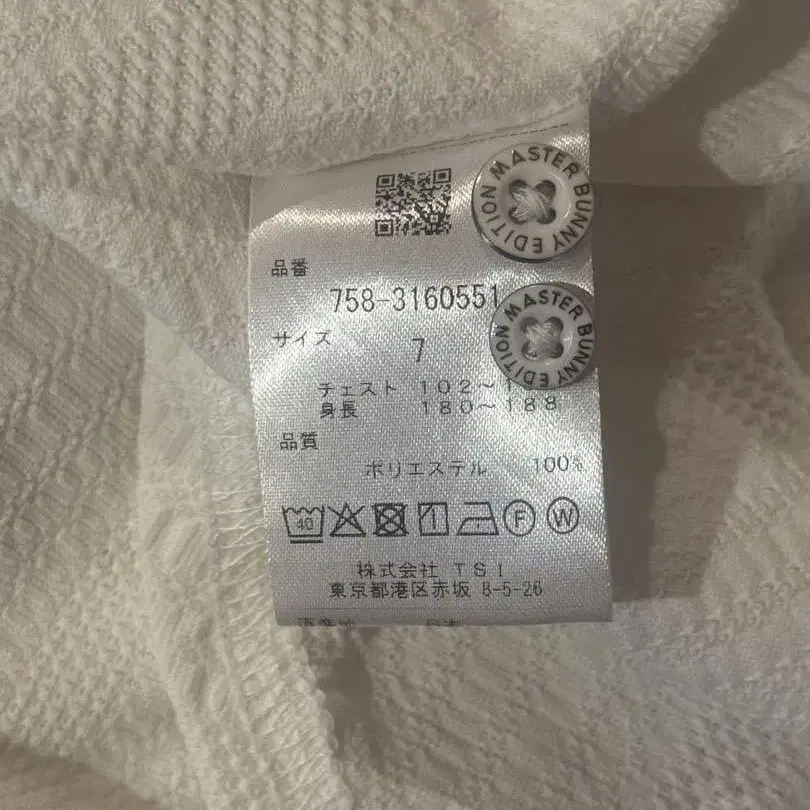 MASTER BUNNY EDITION
品番
758-3160551
MASTER BUNNY EDITION
サイズ
7
チェスト 102～1
身長 180～188
品質
ポリエステル 100%
40
1
F
W
株式会社 TSI
東京都港区赤坂 8-5-26